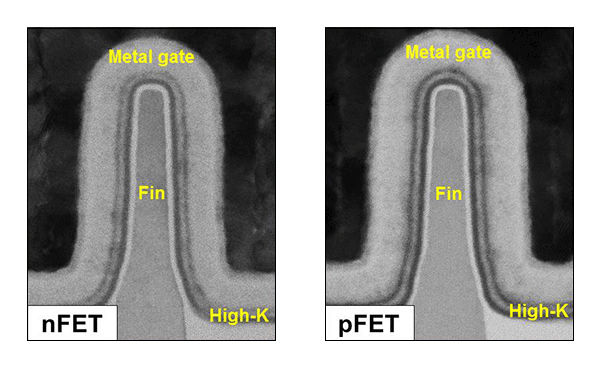 Metal gate
Fin
High-K
nFET
Metal gate
Fin
High-K
pFET